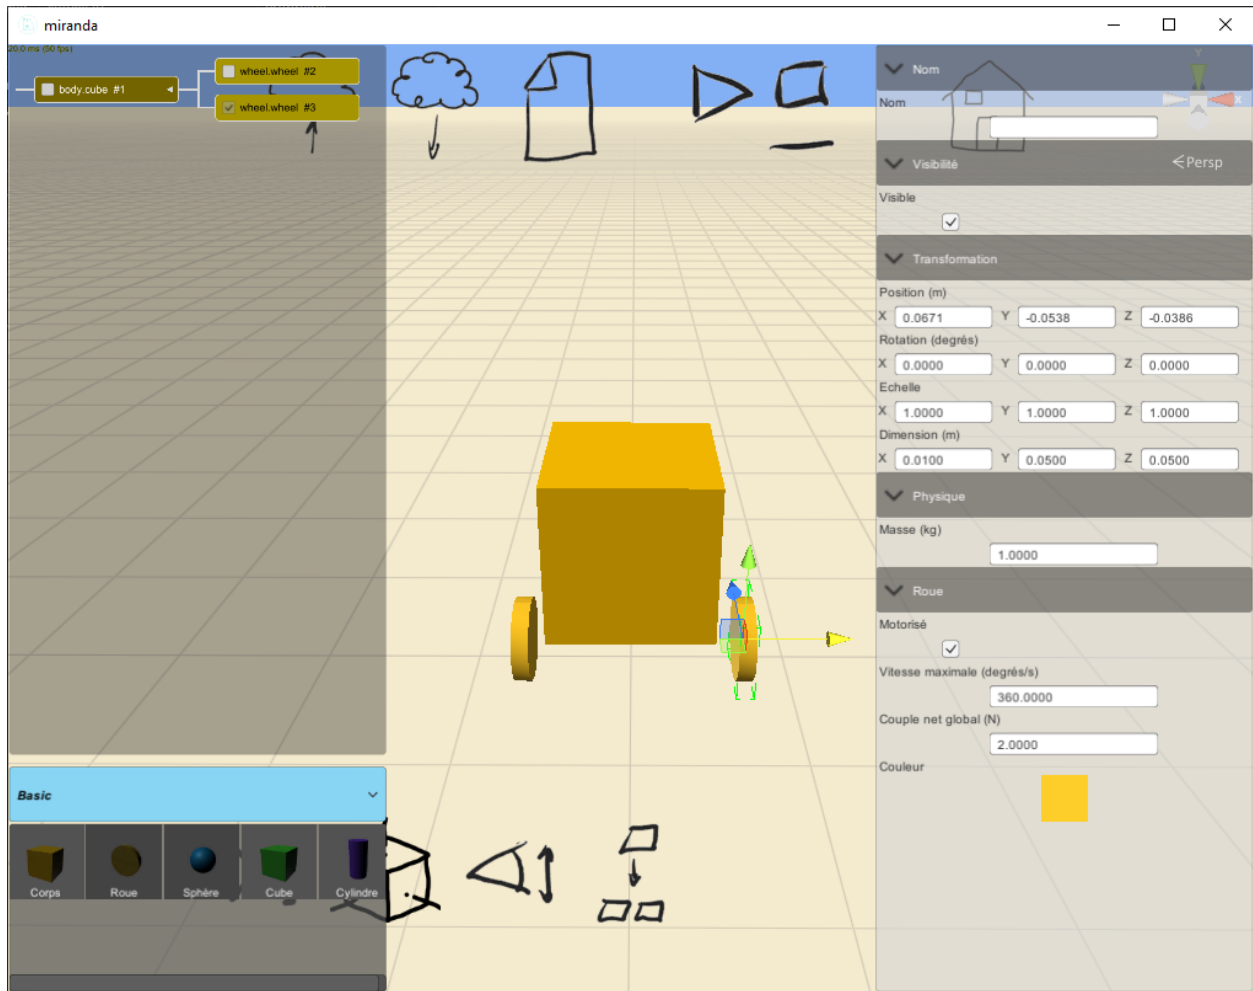 miranda
20.0 ms (50 fps)
body.cube #1
wheel.wheel #2
wheel.wheel #3
Nom
Nom
Visibilité
Persp
Visible
Transformation
Position (m)
X 0.0671 Y -0.0538 Z -0.0386
Rotation (degrés)
X 0.0000 Y 0.0000 Z 0.0000
Echelle
X 1.0000 Y 1.0000 Z 1.0000
Dimension (m)
X 0.0100 Y 0.0500 Z 0.0500
Physique
Masse (kg)
1.0000
Roue
Motorisé
Vitesse maximale (degrés/s)
360.0000
Couple net global (N)
2.0000
Couleur
Basic
Corps Roue Sphère Cube Cylindre
Y
X